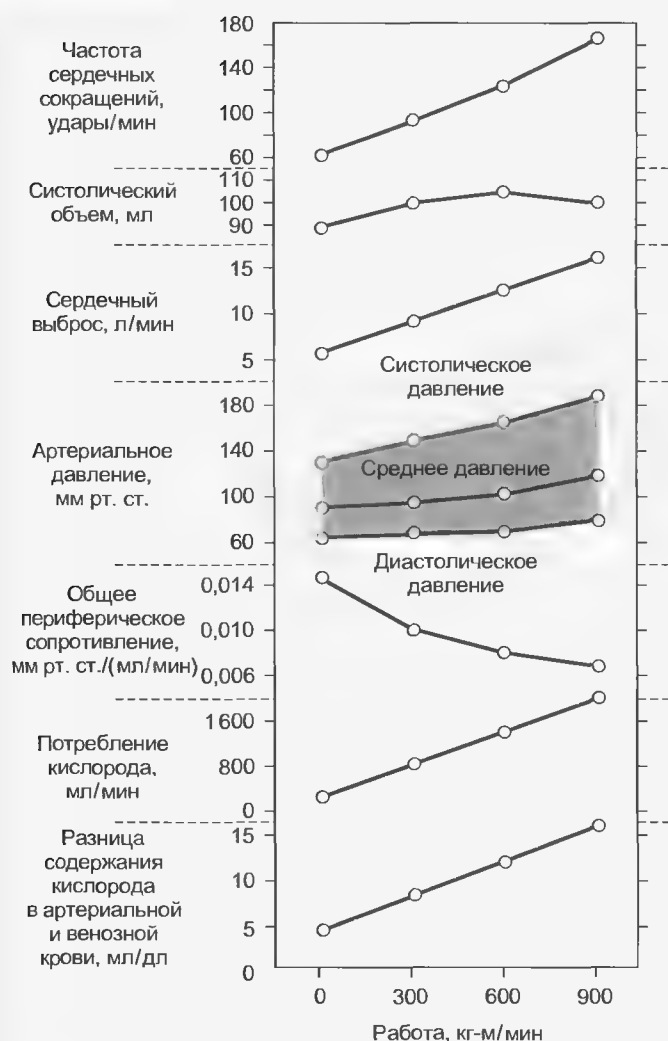 Частота
сердечных
сокращений,
удары/мин
180
140
100
60
Систолический
объем, мл
110
100
90
Сердечный
выброс, л/мин
15
10
5
Систолическое
давление
Артериальное
давление,
мм рт. ст.
180
140
100
60
Среднее давление
Диастолическое
давление
Общее
периферическое
сопротивление,
мм рт. ст./(мл/мин)
0,014
0,010
0,006
Потребление
кислорода,
мл/мин
1600
800
0
Разница
содержания
кислорода
в артериальной
и венозной
крови, мл/дл
15
10
5
0
0 300 600 900
Работа, кг-м/мин